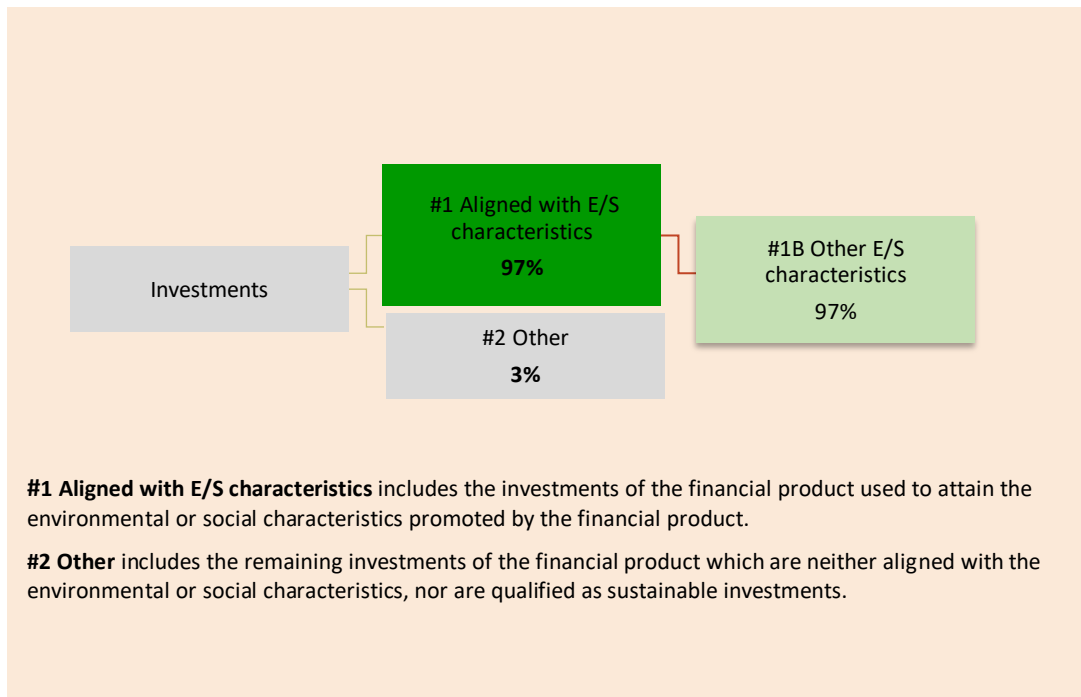 #1 Aligned with E/S
characteristics
97%
#1B Other E/S
characteristics
97%
Investments
#2 Other
3%
#1 Aligned with E/S characteristics includes the investments of the financial product used to attain the
environmental or social characteristics promoted by the financial product.
#2 Other includes the remaining investments of the financial product which are neither aligned with the
environmental or social characteristics, nor are qualified as sustainable investments.